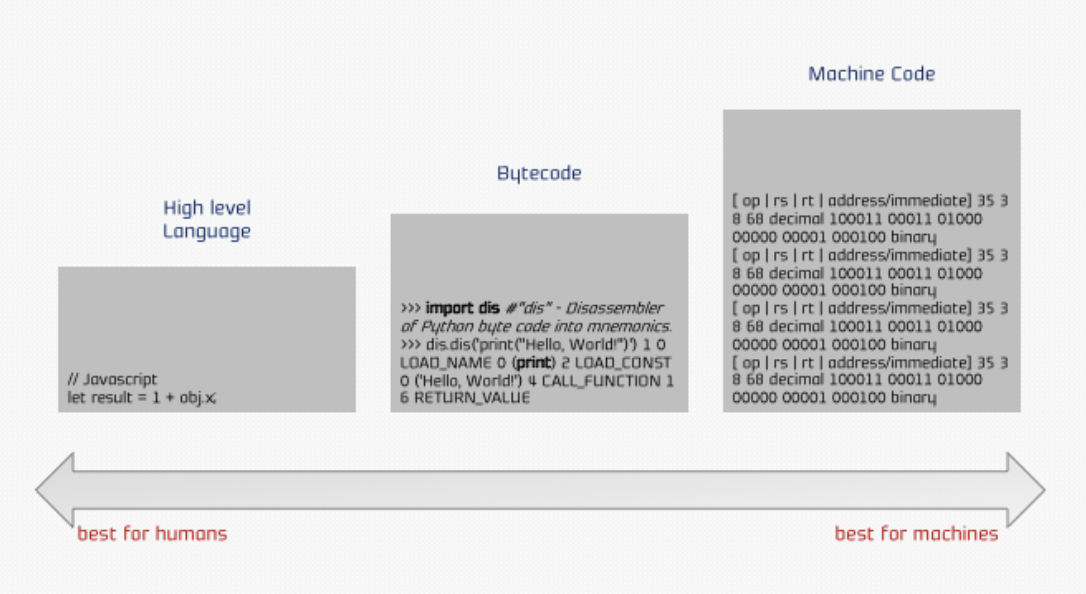 Machine Code
Bytecode
High level
Language
// Javascript
let result = 1 + obj.x;
>>> import dis #"dis" - Disassembler
of Python byte code into mnemonics.
>>> dis.dis('print("Hello, World!")') 1 0
LOAD_NAME 0 (print) 2 LOAD_CONST
0 ('Hello, World!') 4 CALL_FUNCTION 1
6 RETURN_VALUE
[ op | rs | rt | address/immediate] 35 3
8 68 decimal 100011 00011 01000
00000 00001 000100 binary
[ op | rs | rt | address/immediate] 35 3
8 68 decimal 100011 00011 01000
00000 00001 000100 binary
[ op | rs | rt | address/immediate] 35 3
8 68 decimal 100011 00011 01000
00000 00001 000100 binary
[ op | rs | rt | address/immediate] 35 3
8 68 decimal 100011 00011 01000
00000 00001 000100 binary
best for humans
best for machines